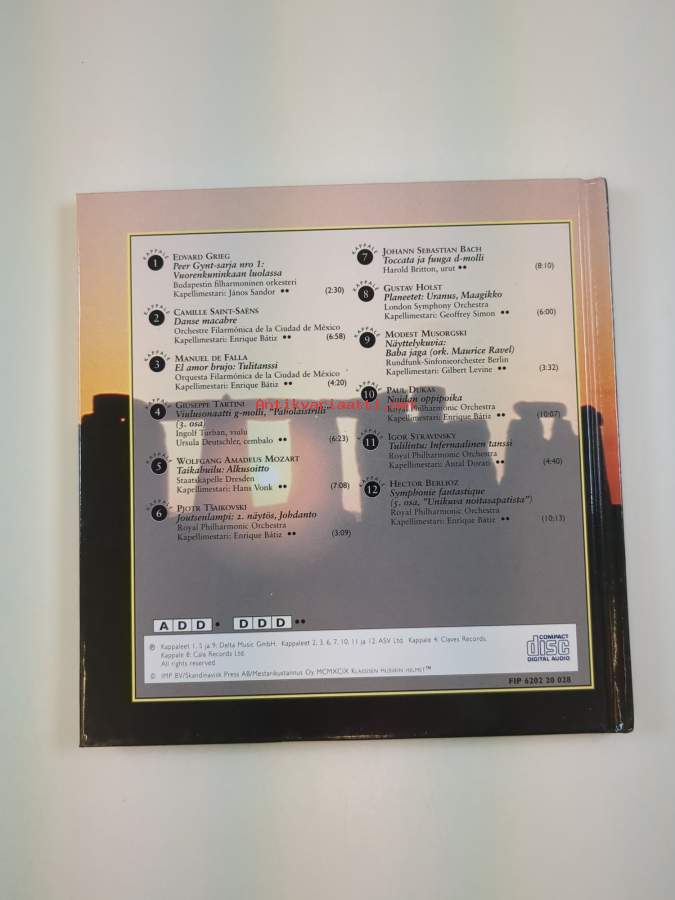 KAPPALE 1
EDVARD GRIEG
Peer Gynt-sarja nro 1:
Vuorenkuninkaan luolassa
Budapestin filharmoninen orkesteri
Kapellimestari: János Sandor •• (2:30)
KAPPALE 2
CAMILLE SAINT-SAËNS
Danse macabre
Orchestre Filarmónica de la Ciudad de México
Kapellimestari: Enrique Bátiz •• (6:58)
KAPPALE 3
MANUEL DE FALLA
El amor brujo: Tulitanssi
Orquesta Filarmónica de la Ciudad de México
Kapellimestari: Enrique Bátiz •• (4:20)
KAPPALE 4
GIUSEPPE TARTINI
Viulusonaatti g-molli, "Paholaistrilli"
(3. osa)
Ingolf Turban, viulu
Ursula Deutschler, cembalo •• (6:23)
KAPPALE 5
WOLFGANG AMADEUS MOZART
Taikahuilu: Alkusoitto
Staatskapelle Dresden
Kapellimestari: Hans Vonk •• (7:08)
KAPPALE 6
PJOTR TŠAIKOVSKI
Joutsenlampi: 2. näytös, Johdanto
Royal Philharmonic Orchestra
Kapellimestari: Enrique Bátiz •• (3:09)
KAPPALE 7
JOHANN SEBASTIAN BACH
Toccata ja fuuga d-molli
Harold Britton, urut •• (8:10)
KAPPALE 8
GUSTAV HOLST
Planeetet: Uranus, Maagikko
London Symphony Orchestra
Kapellimestari: Geoffrey Simon •• (6:00)
KAPPALE 9
MODEST MUSORGSKI
Näyttelykuvia:
Baba jaga (ork. Maurice Ravel)
Rundfunk-Sinfonieorchester Berlin
Kapellimestari: Gilbert Levine •• (3:32)
KAPPALE 10
PAUL DUKAS
Noidan oppipoika
Royal Philharmonic Orchestra
Kapellimestari: Enrique Bátiz •• (10:07)
KAPPALE 11
IGOR STRAVINSKY
Tulilintu: Infernaalinen tanssi
Royal Philharmonic Orchestra
Kapellimestari: Antal Dorati •• (4:40)
KAPPALE 12
HECTOR BERLIOZ
Symphonie fantastique
(5. osa, "Unikuva noitasapatista")
Royal Philharmonic Orchestra
Kapellimestari: Enrique Bátiz •• (10:13)
Antikvariaatti.com
ADD • DDD ••
℗ Kappaleet 1, 5 ja 9: Delta Music GmbH. Kappaleet 2, 3, 6, 7, 10, 11 ja 12: ASV Ltd. Kappale 4: Claves Records.
Kappale 8: Cala Records Ltd.
All rights reserved.
© IMP BV/Skandinavisk Press AB/Mestarikustannus Oy MCMXCIX KLASSISEN MUSIIKIN HELMET™
COMPACT
disc
DIGITAL AUDIO
FIP 6202 20 028